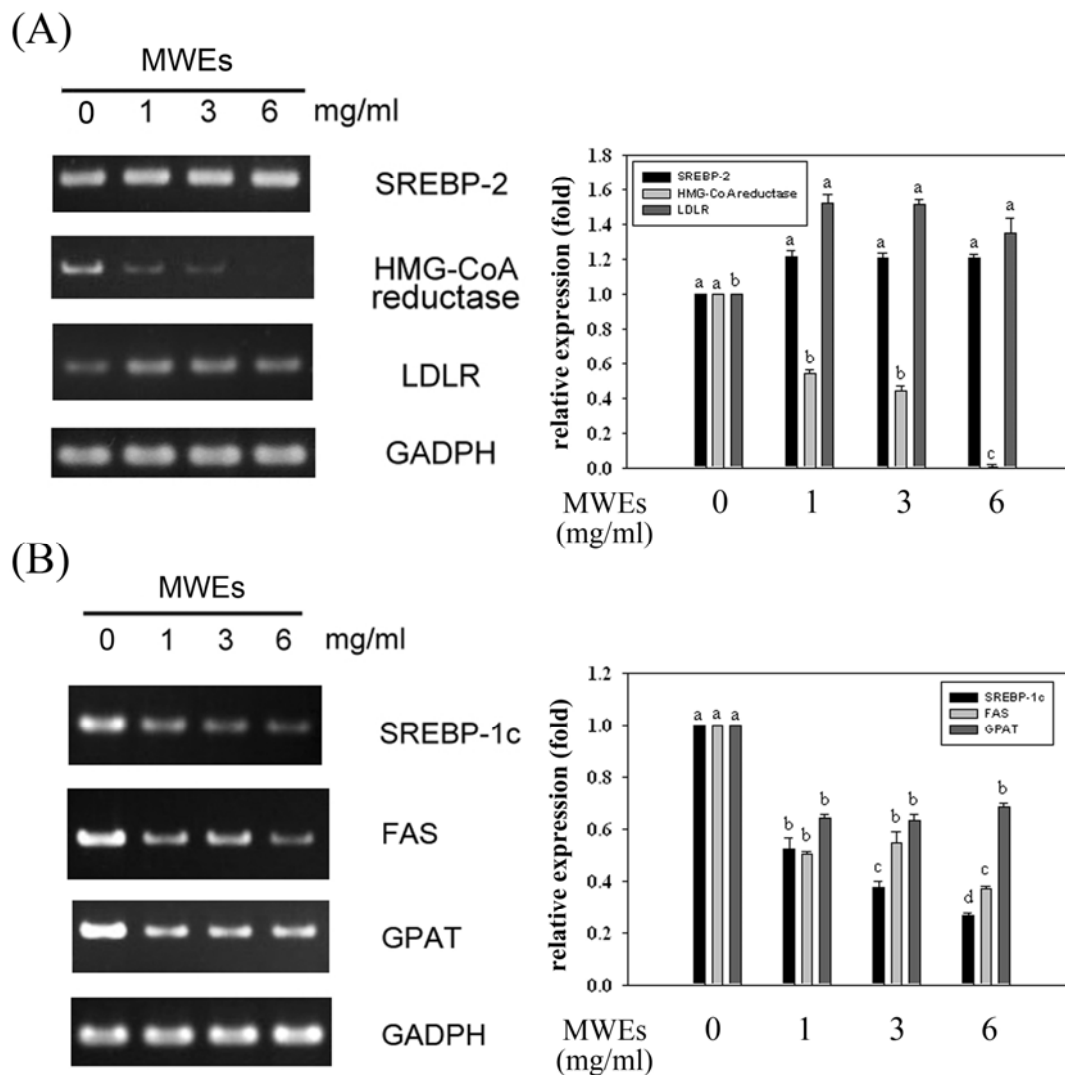 (A)
MWEs
0 1 3 6 mg/ml
SREBP-2
HMG-CoA
reductase
LDLR
GADPH
relative expression (fold)
1.8
1.6
1.4
1.2
1.0
0.8
0.6
0.4
0.2
0.0
SREBP-2
HMG-CoA reductase
LDLR
a a b
a b a
a b a
a c a
MWEs 0 1 3 6
(mg/ml)
(B)
MWEs
0 1 3 6 mg/ml
SREBP-1c
FAS
GPAT
GADPH
relative expression (fold)
1.2
1.0
0.8
0.6
0.4
0.2
0.0
SREBP-1c
FAS
GPAT
a a a
b b b
c b b
d c b
MWEs 0 1 3 6
(mg/ml)